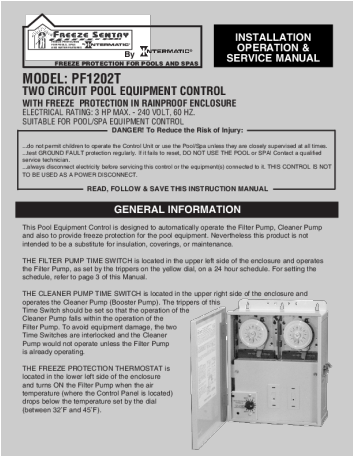 FREEZE SENTRY
INTERMATIC
By INTERMATIC
FREEZE PROTECTION FOR POOLS AND SPAS
INSTALLATION
OPERATION &
SERVICE MANUAL
MODEL: PF1202T
TWO CIRCUIT POOL EQUIPMENT CONTROL
WITH FREEZE PROTECTION IN RAINPROOF ENCLOSURE
ELECTRICAL RATING: 3 HP MAX. - 240 VOLT, 60 HZ.
SUITABLE FOR POOL/SPA EQUIPMENT CONTROL
DANGER! To Reduce the Risk of Injury:
...do not permit children to operate the Control Unit or use the Pool/Spa unless they are closely supervised at all times.
...test GROUND FAULT protection regularly. If it fails to reset, DO NOT USE THE POOL or SPA! Contact a qualified
service technician.
...always disconnect electricity before servicing this control or the equipment(s) connected to it. THIS CONTROL IS NOT
TO BE USED AS A POWER DISCONNECT.
READ, FOLLOW & SAVE THIS INSTRUCTION MANUAL
GENERAL INFORMATION
This Pool Equipment Control is designed to automatically operate the Filter Pump, Cleaner Pump
and also to provide freeze protection for the pool equipment. Nevertheless this product is not
intended to be a substitute for insulation, coverings, or maintenance.
THE FILTER PUMP TIME SWITCH is located in the upper left side of the enclosure and operates
the Filter Pump, as set by the trippers on the yellow dial, on a 24 hour schedule. For setting the
schedule, refer to page 3 of this Manual.
THE CLEANER PUMP TIME SWITCH is located in the upper right side of the enclosure and
operates the Cleaner Pump (Booster Pump). The trippers of this
Time Switch should be set so that the operation of the
Cleaner Pump falls within the operation of the
Filter Pump. To avoid equipment damage, the two
Time Switches are interlocked and the Cleaner
Pump would not operate unless the Filter Pump
is already operating.
THE FREEZE PROTECTION THERMOSTAT is
located in the lower left side of the enclosure
and turns ON the Filter Pump when the air
temperature (where the Control Panel is located)
drops below the temperature set by the dial
(between 32˚F and 45˚F).